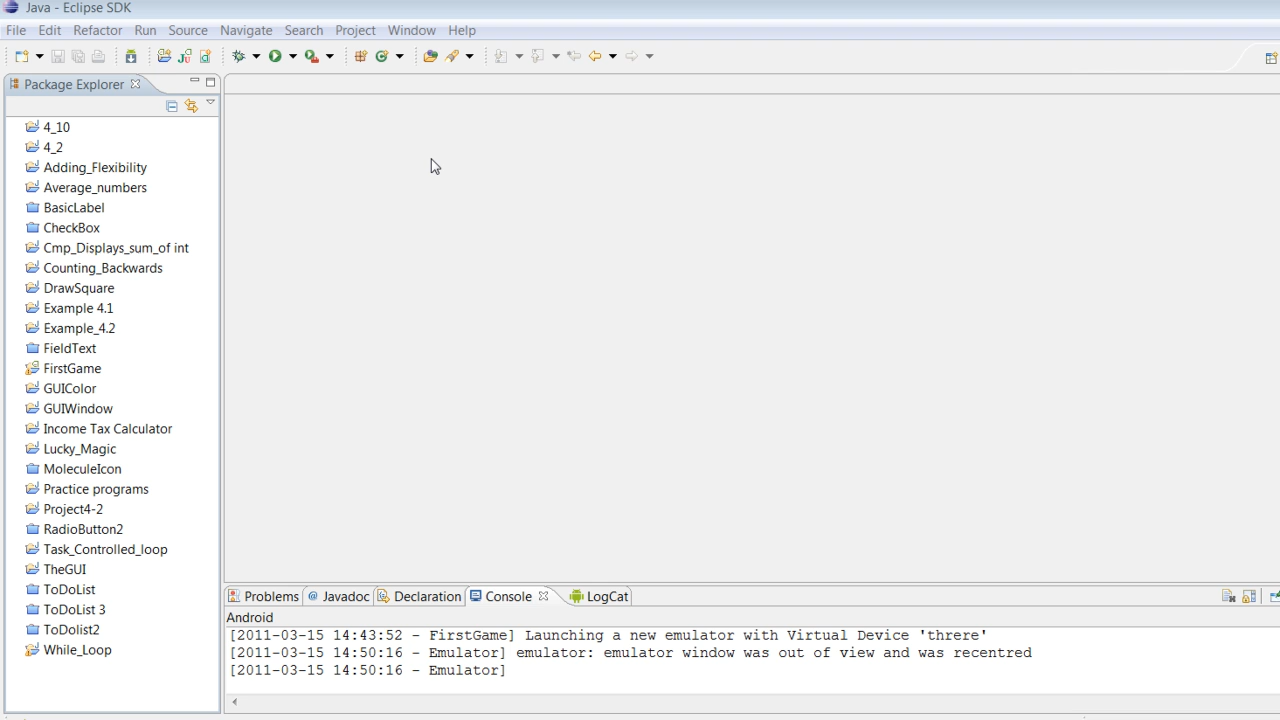 Java - Eclipse SDK
File Edit Refactor Run Source Navigate Search Project Window Help
Package Explorer
4_10
4_2
Adding_Flexibility
Average_numbers
BasicLabel
CheckBox
Cmp_Displays_sum_of int
Counting_Backwards
DrawSquare
Example 4.1
Example_4.2
FieldText
FirstGame
GUIColor
GUIWindow
Income Tax Calculator
Lucky_Magic
MoleculeIcon
Practice programs
Project4-2
RadioButton2
Task_Controlled_loop
TheGUI
ToDoList
ToDoList 3
ToDolist2
While_Loop
Problems @ Javadoc Declaration Console LogCat
Android
[2011-03-15 14:43:52 - FirstGame] Launching a new emulator with Virtual Device 'threre'
[2011-03-15 14:50:16 - Emulator] emulator: emulator window was out of view and was recentred
[2011-03-15 14:50:16 - Emulator]